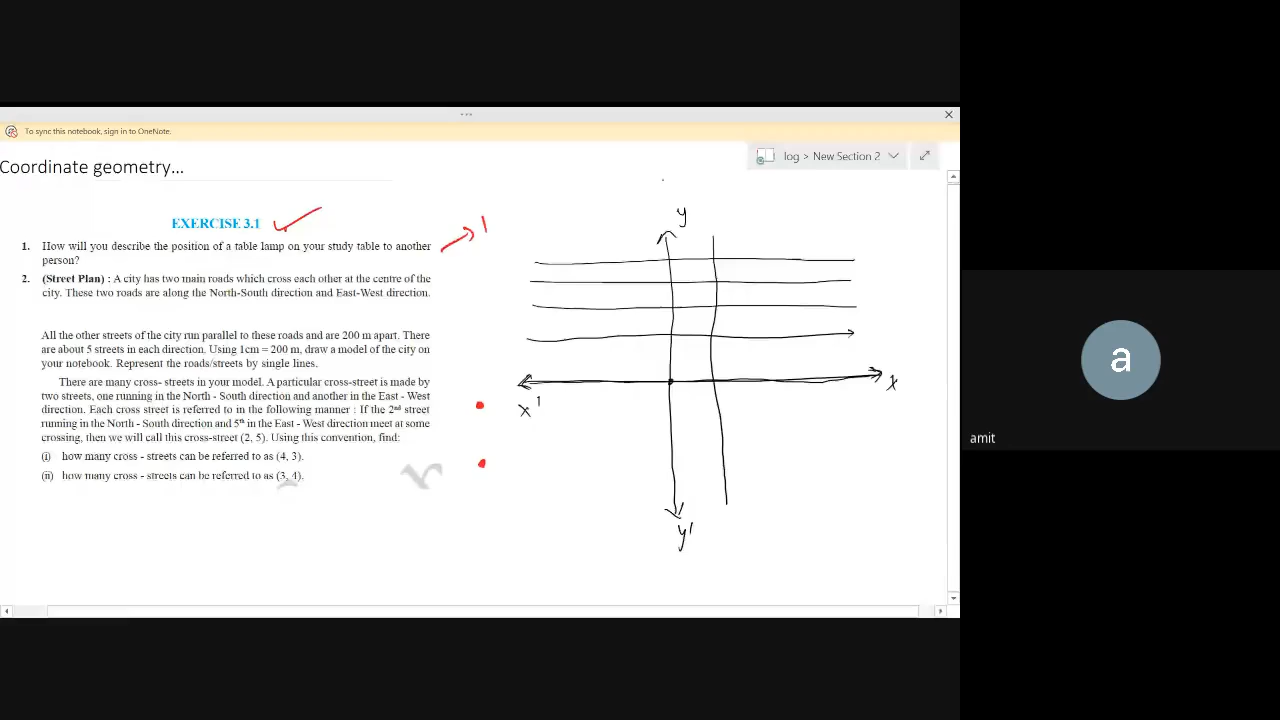 To sync this notebook, sign in to OneNote.
Coordinate geometry...
log > New Section 2
EXERCISE 3.1
1. How will you describe the position of a table lamp on your study table to another
person?
1
2. (Street Plan) : A city has two main roads which cross each other at the centre of the
city. These two roads are along the North-South direction and East-West direction.
All the other streets of the city run parallel to these roads and are 200 m apart. There
are about 5 streets in each direction. Using 1cm = 200 m, draw a model of the city on
your notebook. Represent the roads/streets by single lines.
There are many cross- streets in your model. A particular cross-street is made by
two streets, one running in the North - South direction and another in the East - West
direction. Each cross street is referred to in the following manner : If the 2nd street
running in the North - South direction and 5th in the East - West direction meet at some
crossing, then we will call this cross-street (2, 5). Using this convention, find:
(i) how many cross - streets can be referred to as (4, 3).
(ii) how many cross - streets can be referred to as (3, 4).
y
x
x'
y'
a
amit